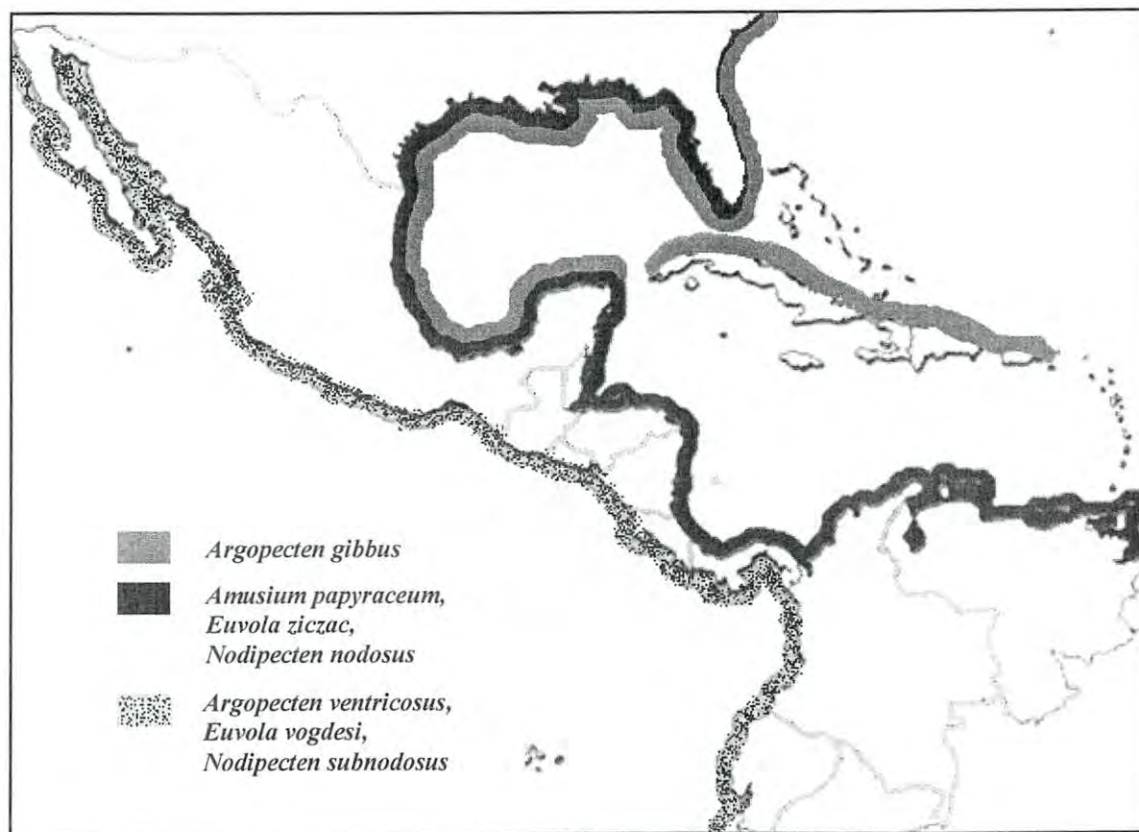 Argopecten gibbus
Amusium papyraceum,
Euvola ziczac,
Nodipecten nodosus
Argopecten ventricosus,
Euvola vogdesi,
Nodipecten subnodosus